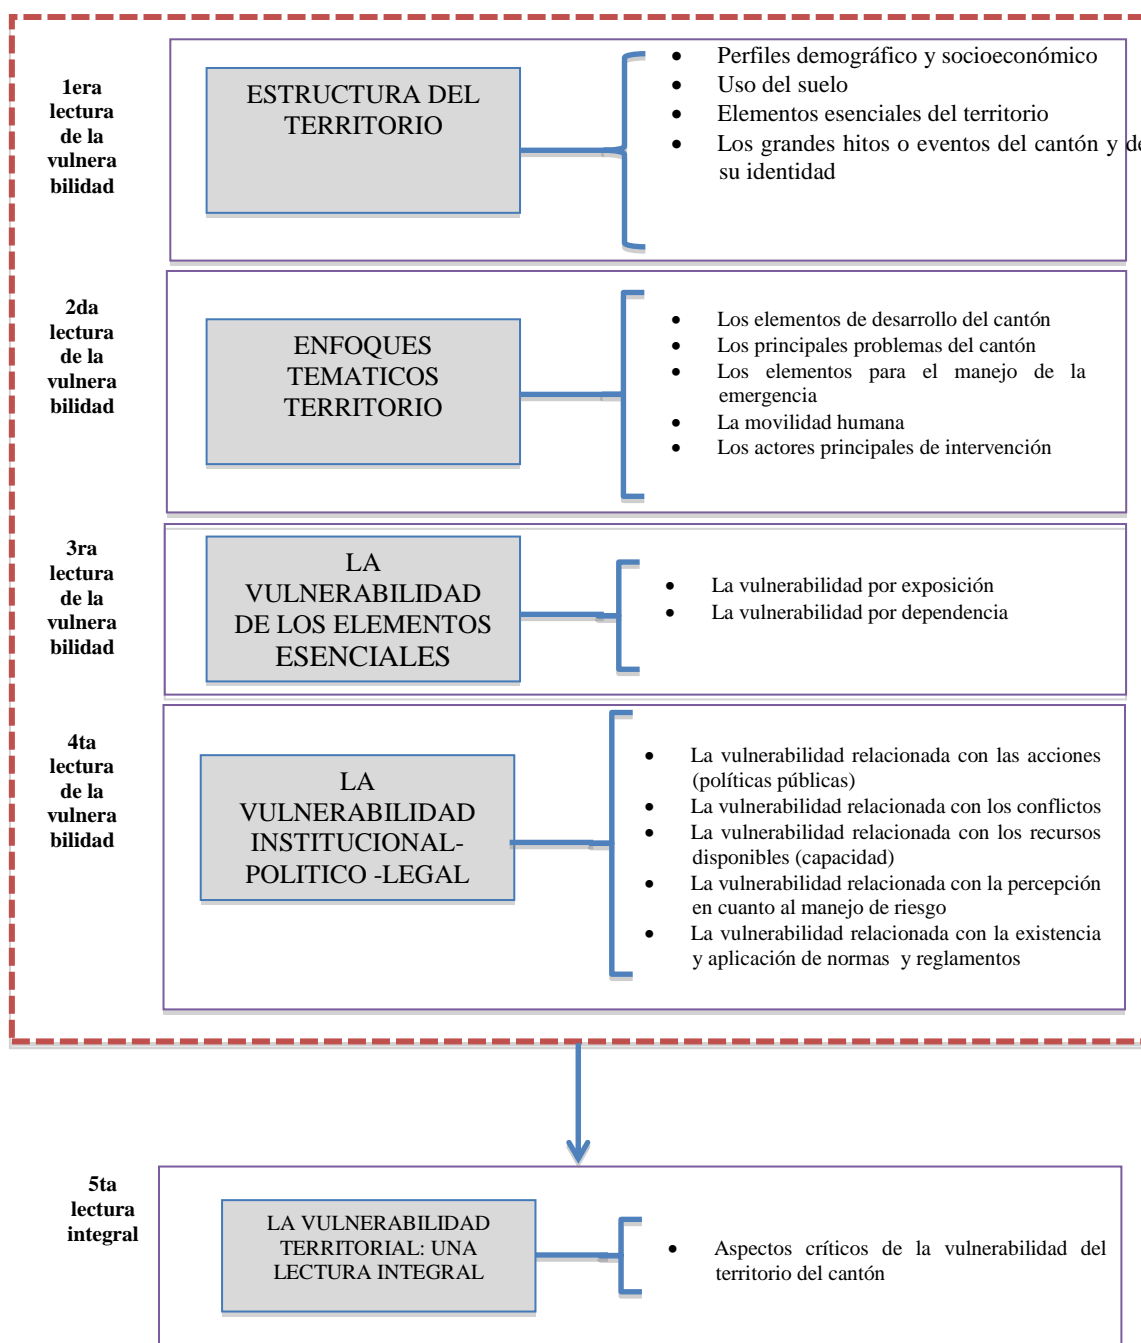 1era
lectura
de la
vulnera
bilidad
ESTRUCTURA DEL
TERRITORIO
• Perfiles demográfico y socioeconómico
• Uso del suelo
• Elementos esenciales del territorio
• Los grandes hitos o eventos del cantón y de
su identidad
2da
lectura
de la
vulnera
bilidad
ENFOQUES
TEMATICOS
TERRITORIO
• Los elementos de desarrollo del cantón
• Los principales problemas del cantón
• Los elementos para el manejo de la
emergencia
• La movilidad humana
• Los actores principales de intervención
3ra
lectura
de la
vulnera
bilidad
LA
VULNERABILIDAD
DE LOS ELEMENTOS
ESENCIALES
• La vulnerabilidad por exposición
• La vulnerabilidad por dependencia
4ta
lectura
de la
vulnera
bilidad
LA
VULNERABILIDAD
INSTITUCIONAL-
POLITICO -LEGAL
• La vulnerabilidad relacionada con las acciones
(políticas públicas)
• La vulnerabilidad relacionada con los conflictos
• La vulnerabilidad relacionada con los recursos
disponibles (capacidad)
• La vulnerabilidad relacionada con la percepción
en cuanto al manejo de riesgo
• La vulnerabilidad relacionada con la existencia
y aplicación de normas y reglamentos
5ta
lectura
integral
LA VULNERABILIDAD
TERRITORIAL: UNA
LECTURA INTEGRAL
• Aspectos críticos de la vulnerabilidad del
territorio del cantón